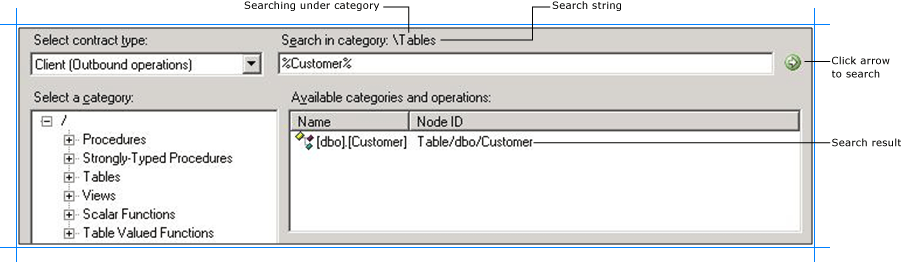 Searching under category
Search string
Select contract type:
Search in category: \Tables
Client (Outbound operations)
%Customer%
Click arrow
to search
Select a category:
Available categories and operations:
/
Name
Node ID
Procedures
[dbo].[Customer]
Table/dbo/Customer
Search result
Strongly-Typed Procedures
Tables
Views
Scalar Functions
Table Valued Functions